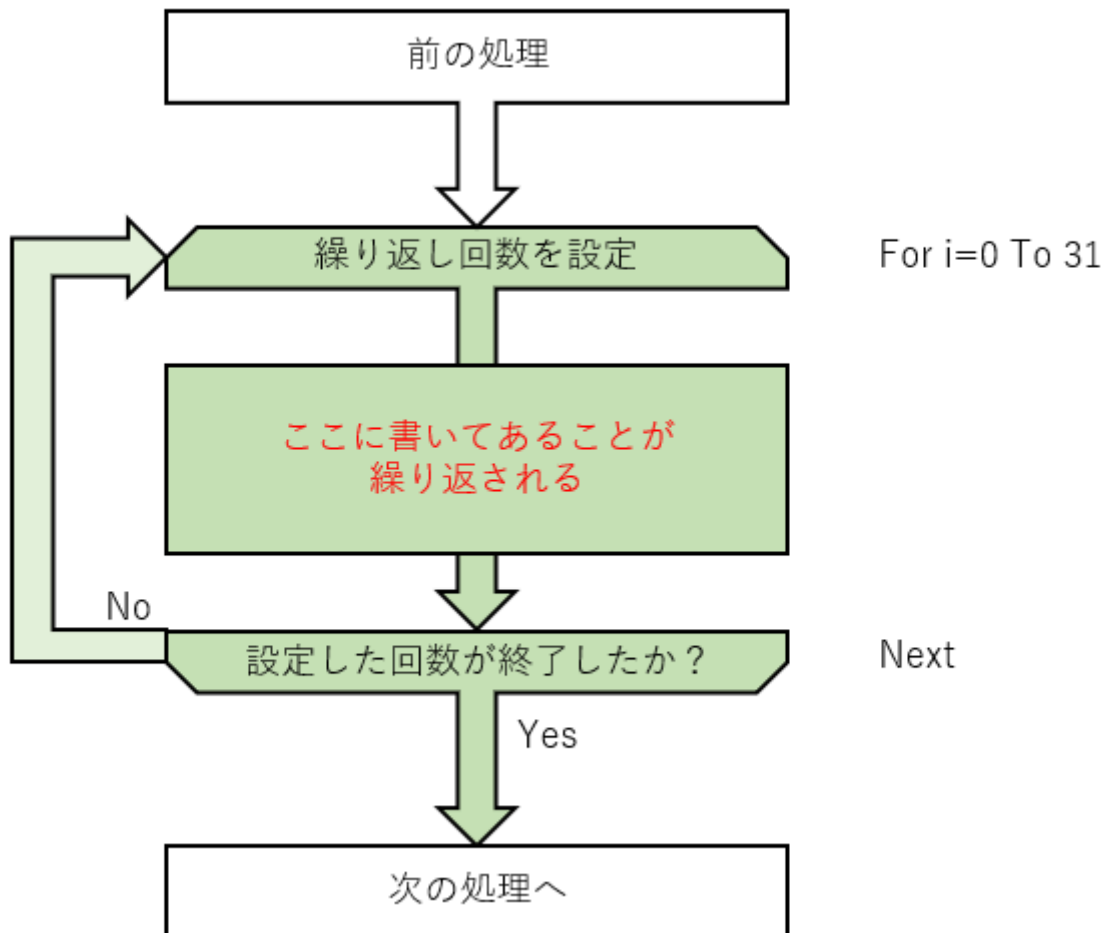 前の処理
繰り返し回数を設定
For i=0 To 31
ここに書いてあることが
繰り返される
No
設定した回数が終了したか？
Next
Yes
次の処理へ